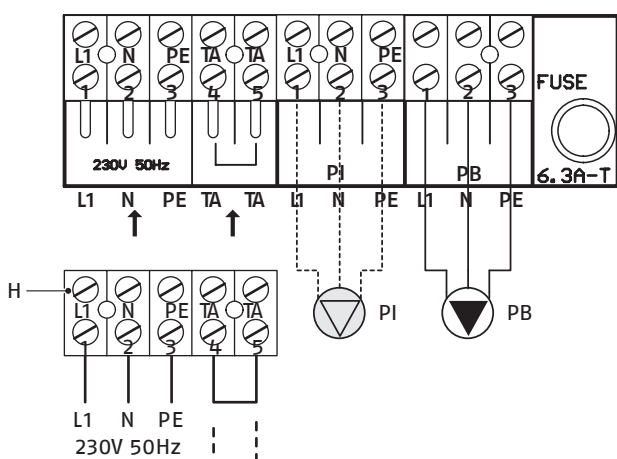 L1 N PE TA TA L1 N PE
1 2 3 4 5 1 2 3 1 2 3
FUSE
230V 50Hz PI PB 6.3A-T
L1 N PE TA TA L1 N PE L1 N PE
H
L1 N PE TA TA
1 2 3 4 5
PI PB
L1 N PE
230V 50Hz